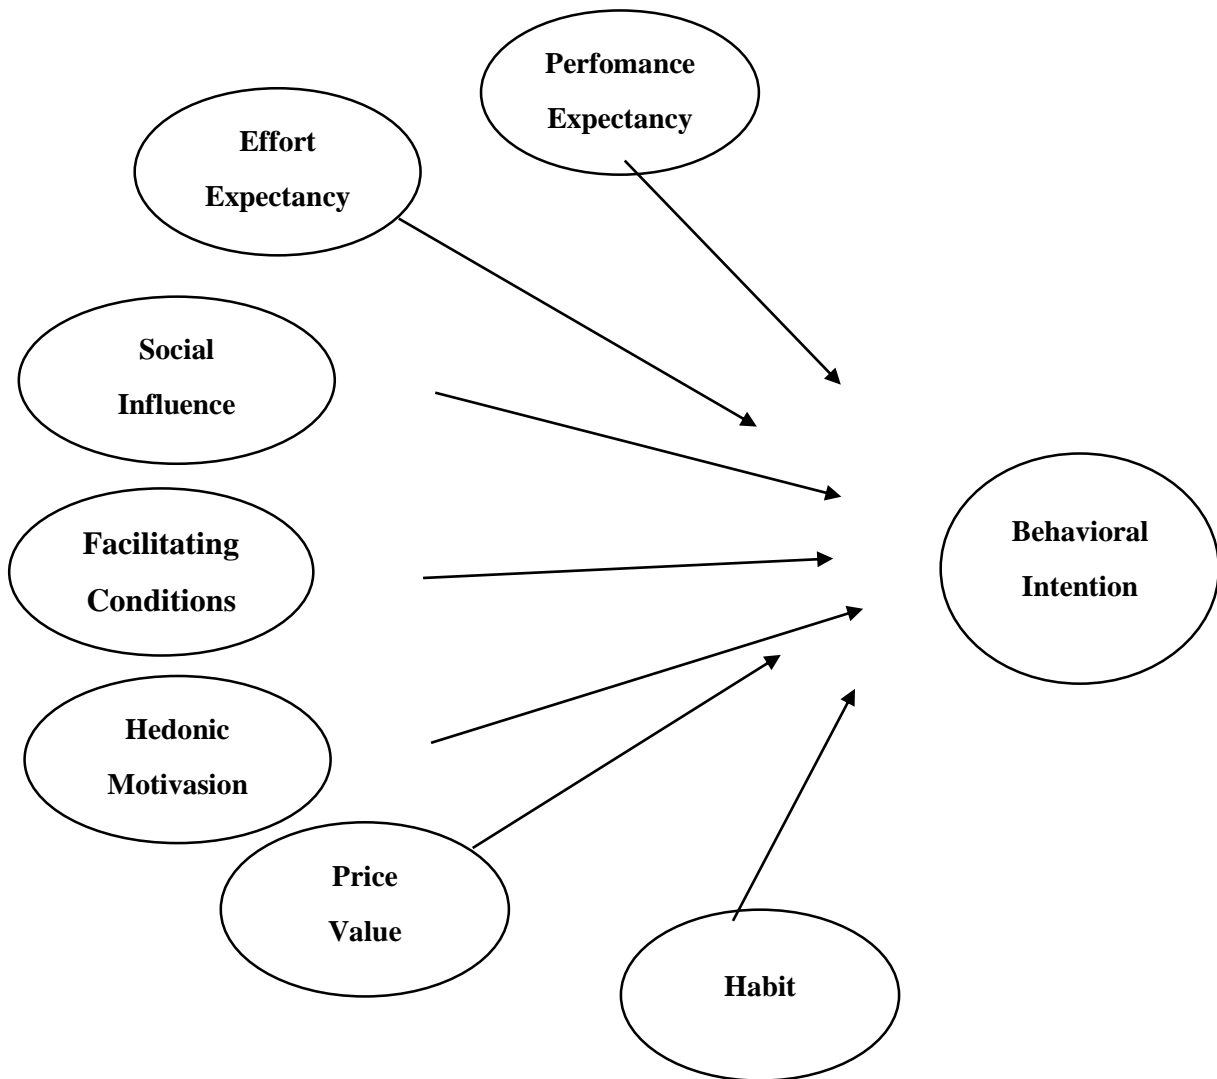 Perfomance
Expectancy
Effort
Expectancy
Social
Influence
Facilitating
Conditions
Behavioral
Intention
Hedonic
Motivasion
Price
Value
Habit